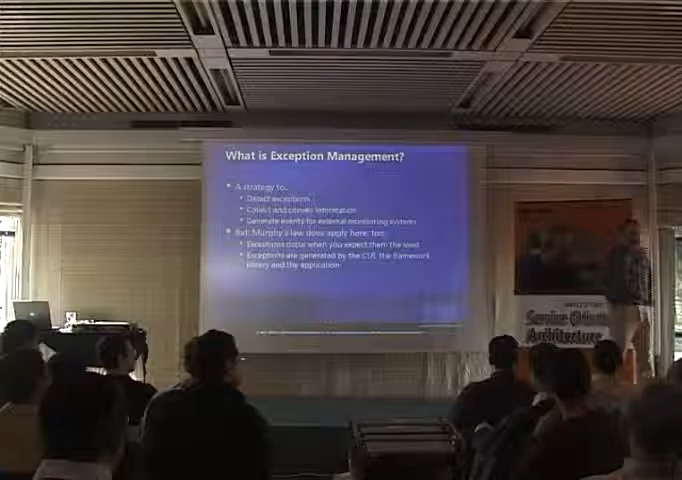 What is Exception Management?
A strategy to..
Detect exceptions
Collect and convey information
Generate events for external monitoring systems
But: Murphy's law does apply here, too:
Exceptions occur when you expect them the least
Exceptions are generated by the CLR, the framework
library and the application
Architecture